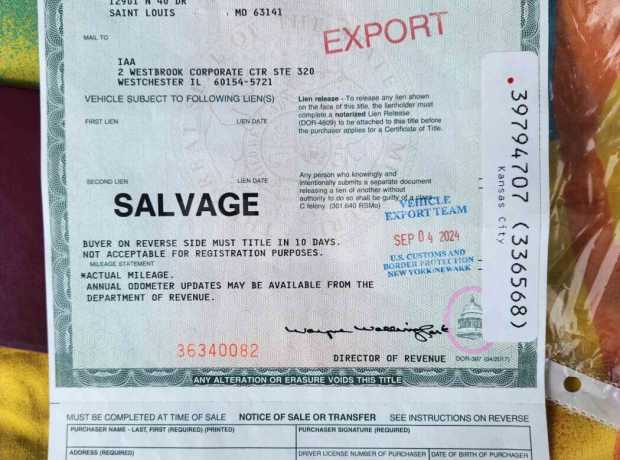 12901 N 40 DR
SAINT LOUIS , MO 63141
EXPORT
MAIL TO
IAA
2 WESTBROOK CORPORATE CTR STE 320
WESTCHESTER IL 60154-5721
VEHICLE SUBJECT TO FOLLOWING LIEN(S)
FIRST LIEN LIEN DATE
Lien release - To release any lien shown
on the face of this title, the lienholder must
complete a notarized Lien Release
(DOR-4809) to be attached to this title before
the purchaser applies for a Certificate of Title.
SECOND LIEN LIEN DATE
Any person who knowingly and
intentionally submits a separate document
releasing a lien of another without
authority to do so shall be guilty of a class
C felony (301.640 RSMo).
SALVAGE
VEHICLE
EXPORT TEAM
SEP 04 2024
U.S. CUSTOMS AND
BORDER PROTECTION
NEW YORK/NEWARK
BUYER ON REVERSE SIDE MUST TITLE IN 10 DAYS.
NOT ACCEPTABLE FOR REGISTRATION PURPOSES.
MILEAGE STATEMENT
*ACTUAL MILEAGE.
ANNUAL ODOMETER UPDATES MAY BE AVAILABLE FROM THE
DEPARTMENT OF REVENUE.
39794707 (336568)
Kansas City
36340082
DIRECTOR OF REVENUE DOR-397 (04/2017)
ANY ALTERATION OR ERASURE VOIDS THIS TITLE
MUST BE COMPLETED AT TIME OF SALE NOTICE OF SALE OR TRANSFER SEE INSTRUCTIONS ON REVERSE
PURCHASER NAME - LAST, FIRST (REQUIRED) (PRINTED) PURCHASER SIGNATURE (REQUIRED)
ADDRESS (REQUIRED) DRIVER LICENSE NUMBER OF PURCHASER DATE OF BIRTH OF PURCHASER